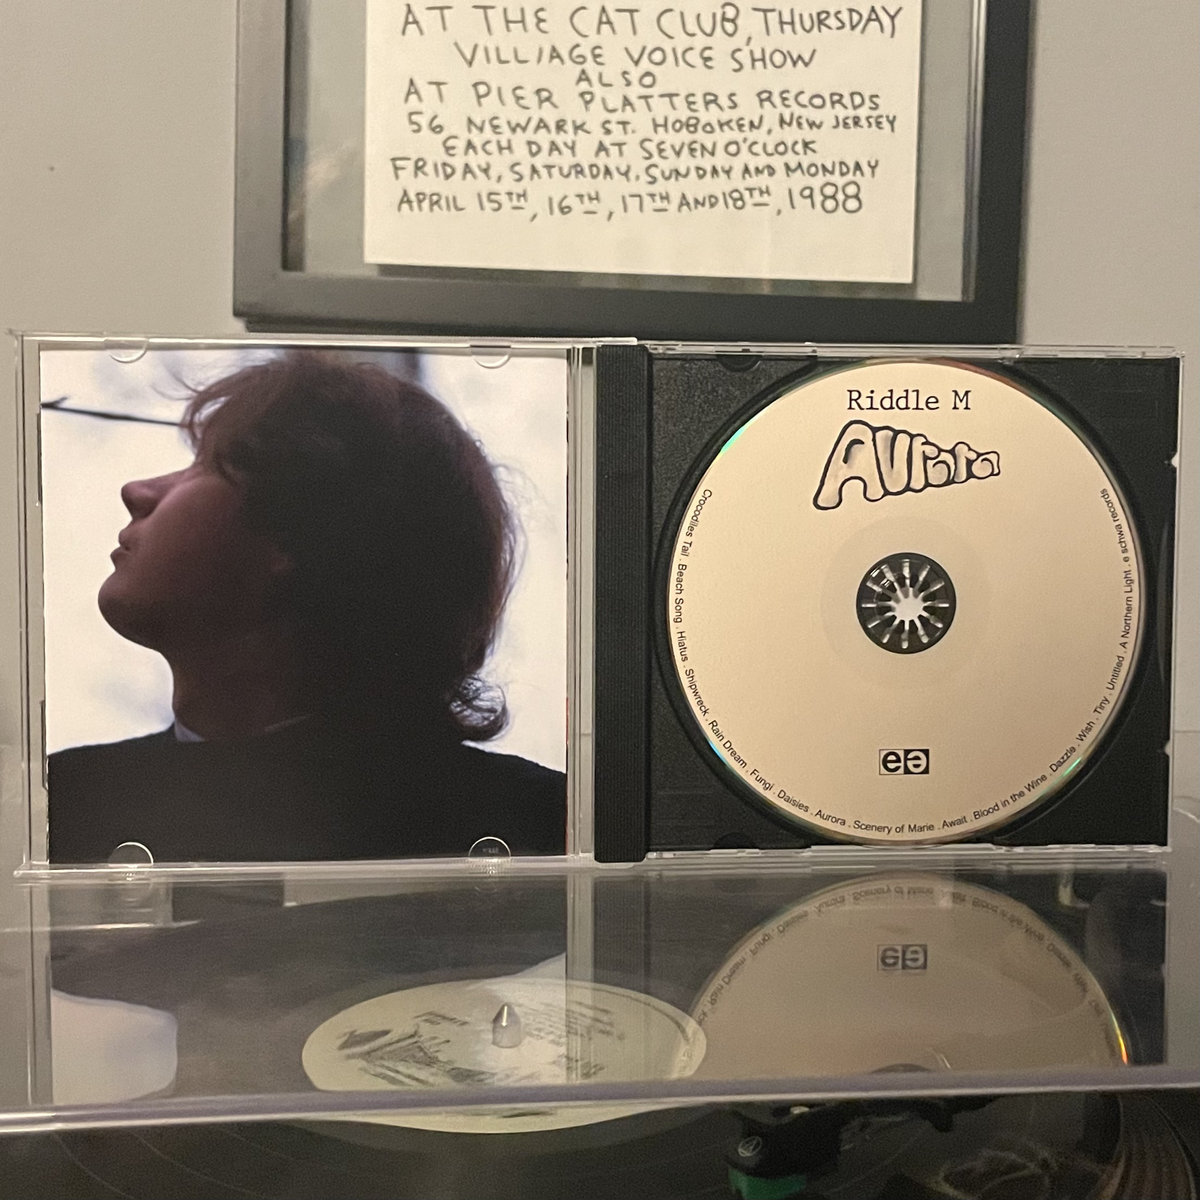 AT THE CAT CLUB, THURSDAY
VILLIAGE VOICE SHOW
ALSO
AT PIER PLATTERS RECORDS
56 NEWARK ST. HOBOKEN, NEW JERSEY
EACH DAY AT SEVEN O'CLOCK
FRIDAY, SATURDAY, SUNDAY AND MONDAY
APRIL 15TH, 16TH, 17TH AND 18TH, 1988
Riddle M
Aurora
Crocodiles Tail . Beach Song . Hiatus . Shipwreck . Rain Dream . Fungi . Daisies . Aurora . Scenery of Marie . Await . Blood in the Wine . Dazzle . Wish . Tiny . Untitled . A Northern Light . e schwa records
eə